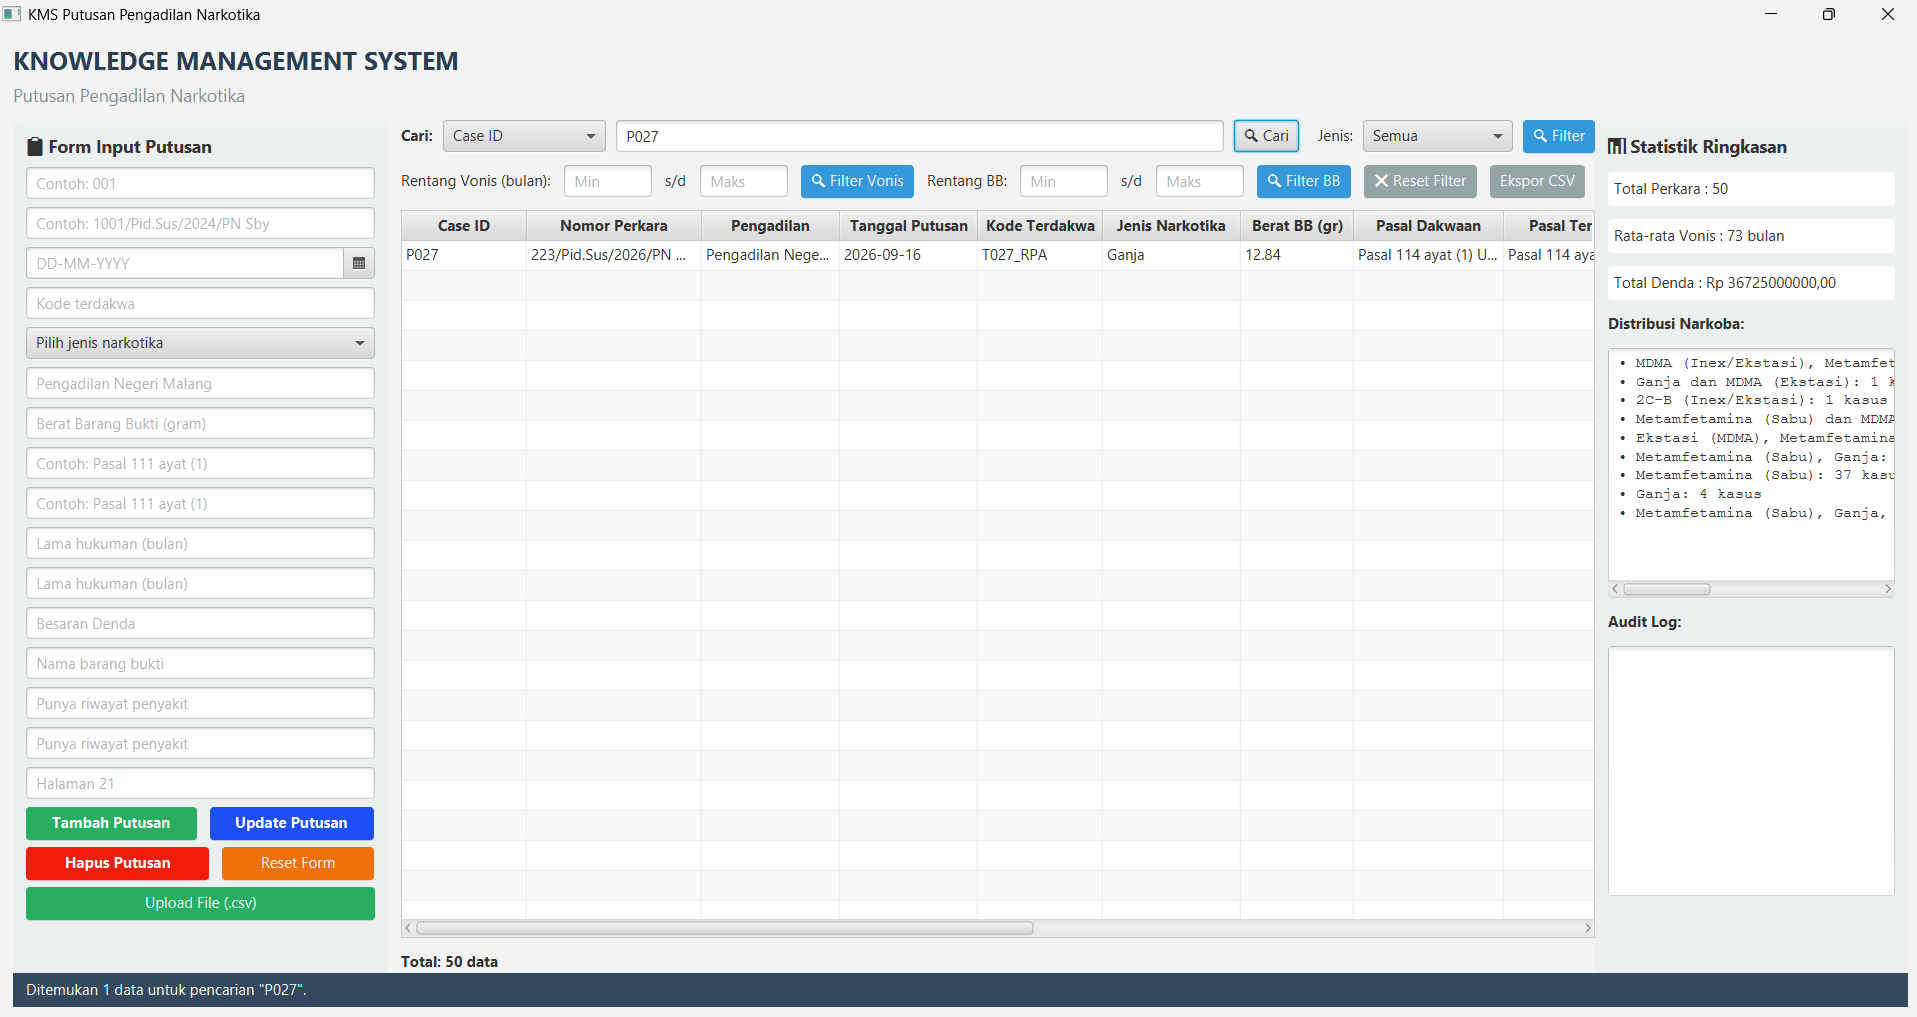 KMS Putusan Pengadilan Narkotika
KNOWLEDGE MANAGEMENT SYSTEM
Putusan Pengadilan Narkotika
Form Input Putusan
Contoh: 001
Contoh: 1001/Pid.Sus/2024/PN Sby
DD-MM-YYYY
Kode terdakwa
Pilih jenis narkotika
Pengadilan Negeri Malang
Berat Barang Bukti (gram)
Contoh: Pasal 111 ayat (1)
Contoh: Pasal 111 ayat (1)
Lama hukuman (bulan)
Lama hukuman (bulan)
Besaran Denda
Nama barang bukti
Punya riwayat penyakit
Punya riwayat penyakit
Halaman 21
Tambah Putusan Update Putusan
Hapus Putusan Reset Form
Upload File (.csv)
Cari: Case ID P027 Cari Jenis: Semua Filter
Rentang Vonis (bulan): Min s/d Maks Filter Vonis Rentang BB: Min s/d Maks Filter BB Reset Filter Ekspor CSV
Case ID Nomor Perkara Pengadilan Tanggal Putusan Kode Terdakwa Jenis Narkotika Berat BB (gr) Pasal Dakwaan Pasal Ter
P027 223/Pid.Sus/2026/PN ... Pengadilan Nege... 2026-09-16 T027_RPA Ganja 12.84 Pasal 114 ayat (1) U... Pasal 114 aya
Total: 50 data
Statistik Ringkasan
Total Perkara : 50
Rata-rata Vonis : 73 bulan
Total Denda : Rp 36725000000,00
Distribusi Narkoba:
• MDMA (Inex/Ekstasi), Metamfet
• Ganja dan MDMA (Ekstasi): 1 k
• 2C-B (Inex/Ekstasi): 1 kasus
• Metamfetamina (Sabu) dan MDMA
• Ekstasi (MDMA), Metamfetamina
• Metamfetamina (Sabu), Ganja:
• Metamfetamina (Sabu): 37 kasu
• Ganja: 4 kasus
• Metamfetamina (Sabu), Ganja,
Audit Log:
Ditemukan 1 data untuk pencarian "P027".